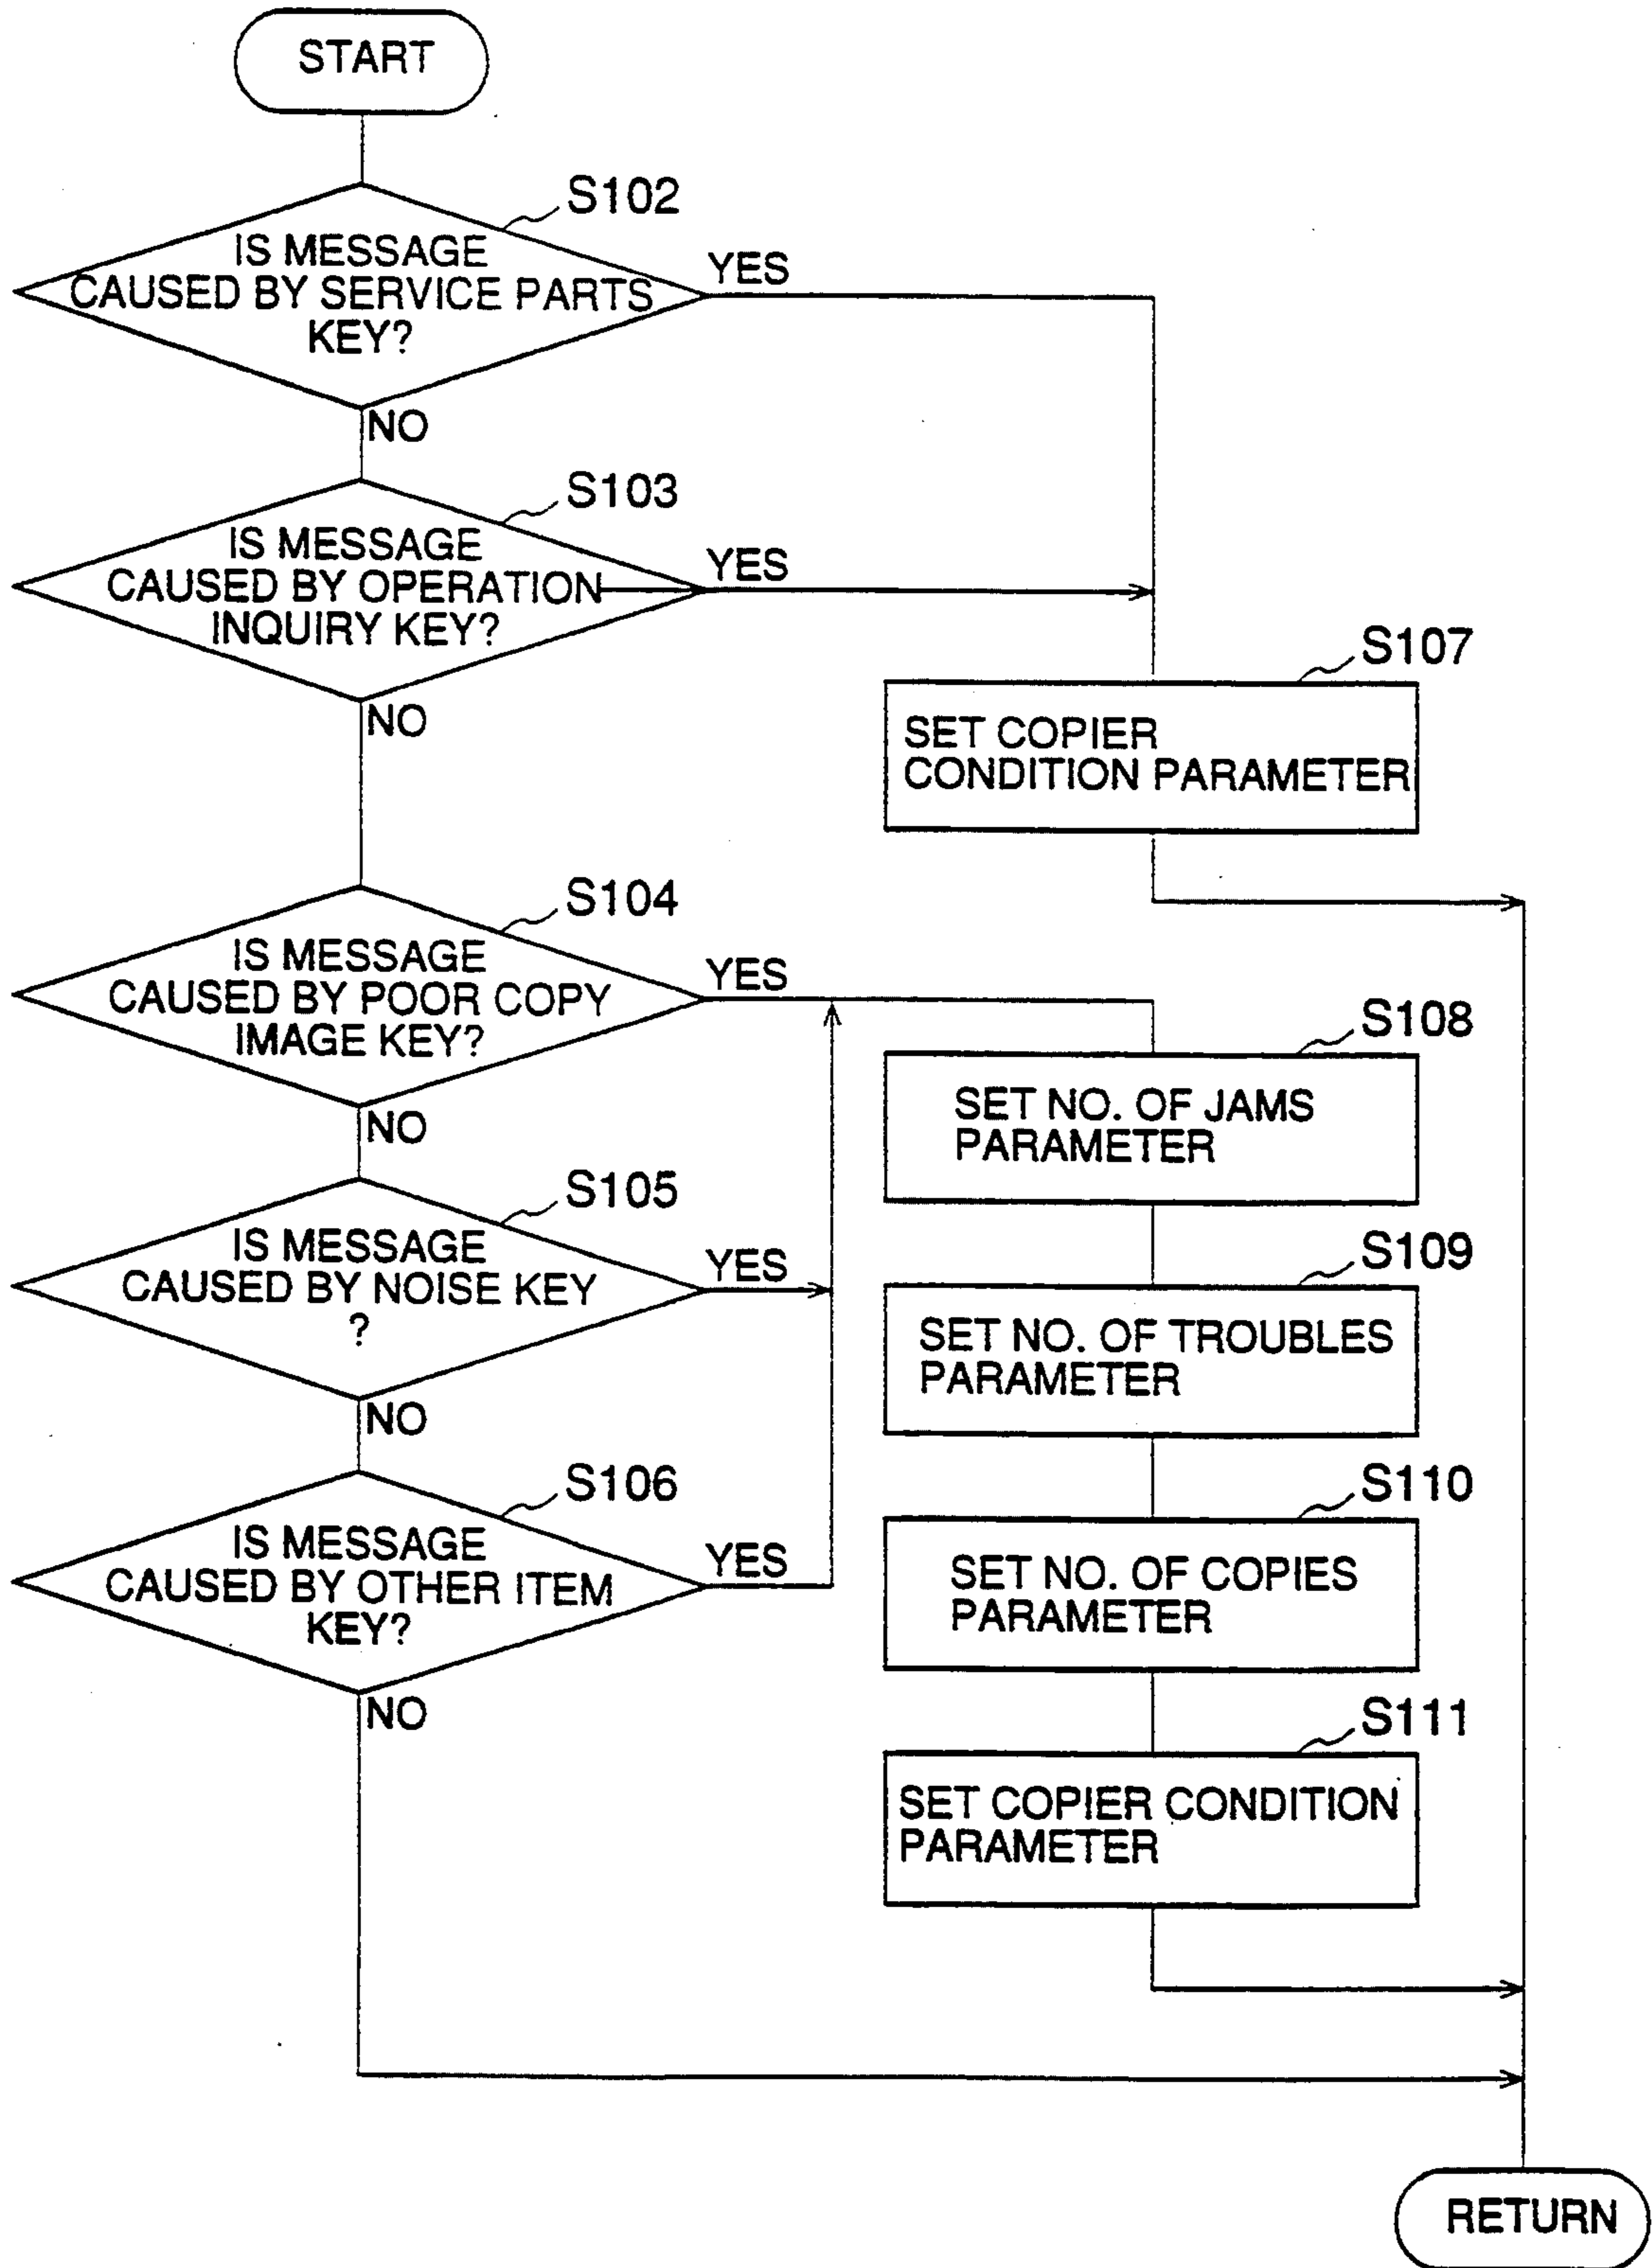 START
S102
IS MESSAGE
CAUSED BY SERVICE PARTS
KEY?
YES
NO
S103
IS MESSAGE
CAUSED BY OPERATION
INQUIRY KEY?
YES
NO
S107
SET COPIER
CONDITION PARAMETER
S104
IS MESSAGE
CAUSED BY POOR COPY
IMAGE KEY?
YES
NO
S108
SET NO. OF JAMS
PARAMETER
S105
IS MESSAGE
CAUSED BY NOISE KEY
?
YES
NO
S109
SET NO. OF TROUBLES
PARAMETER
S106
IS MESSAGE
CAUSED BY OTHER ITEM
KEY?
YES
NO
S110
SET NO. OF COPIES
PARAMETER
S111
SET COPIER CONDITION
PARAMETER
RETURN